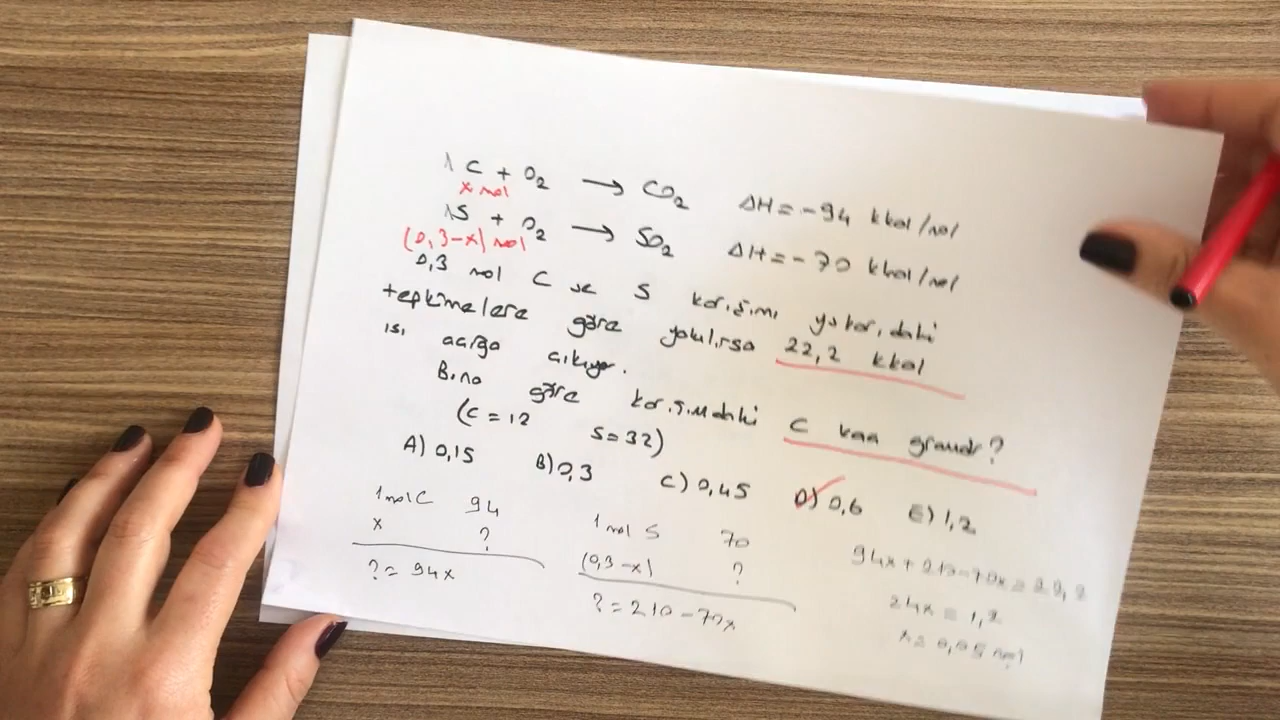 1 C + O2 → CO2 ΔH = -94 kkal/mol
x mol
1S + O2 → SO2 ΔH = -70 kkal/mol
(0,3-x) mol
0,3 mol C ve S karışımı yukarıdaki
tepkimelere göre yakılırsa 22,2 kkal
ısı açığa çıkıyor.
Buna göre karışımdaki C kaç gramdır?
(C = 12 S = 32)
A) 0,15 B) 0,3 C) 0,45 D) 0,6 E) 1,2
1 mol C 94
x ?
? = 94x
1 mol S 70
(0,3-x) ?
? = 210 - 70x
94x + 210 - 70x = 22,2
24x = 1,2
x = 0,05 mol